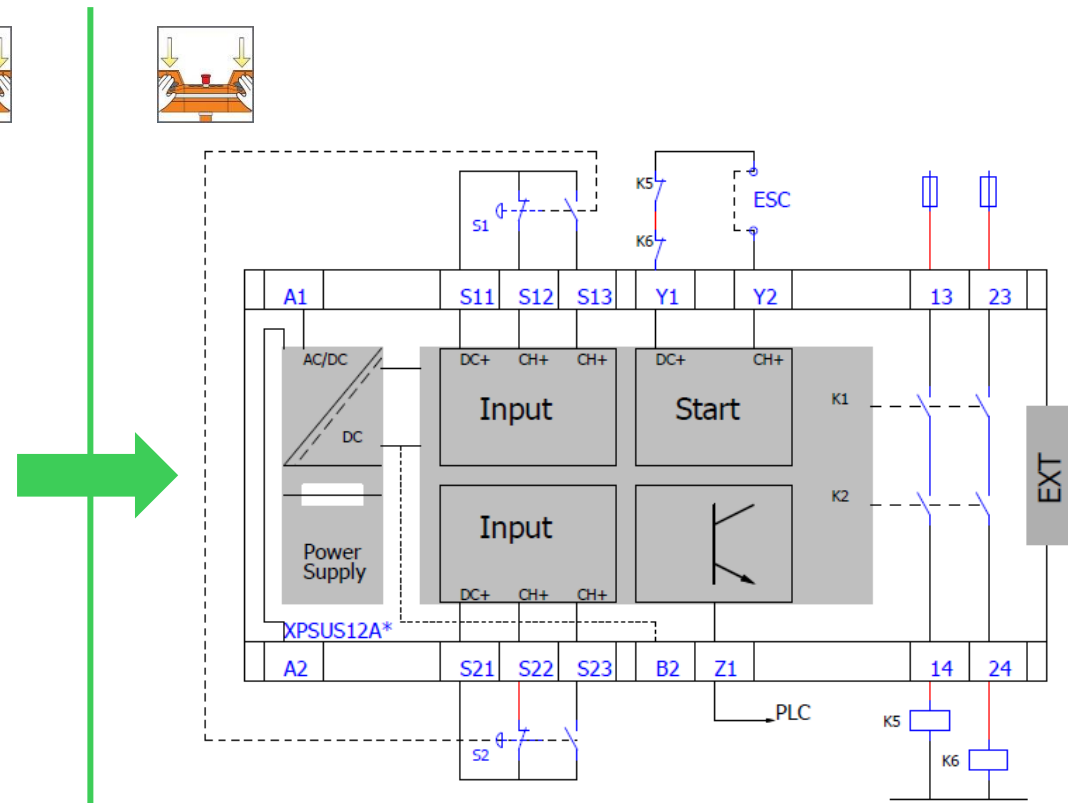 K5
ESC
S1
K6
A1 S11 S12 S13 Y1 Y2 13 23
AC/DC DC+ CH+ CH+ DC+ CH+
Input Start K1
DC
EXT
K2
Input
Power
Supply
DC+ CH+ CH+
XPSUS12A*
A2 S21 S22 S23 B2 Z1 14 24
PLC K5
S2 K6